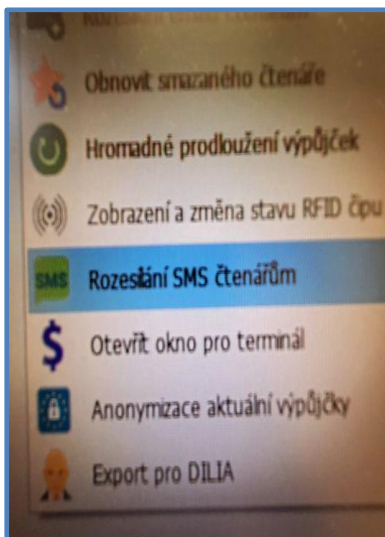 Obnovit smazaného čtenáře
Hromadné prodloužení výpůjček
Zobrazení a změna stavu RFID čipu
SMS Rozesílání SMS čtenářům
$ Otevřít okno pro terminál
Anonymizace aktuální výpůjčky
Export pro DILIA